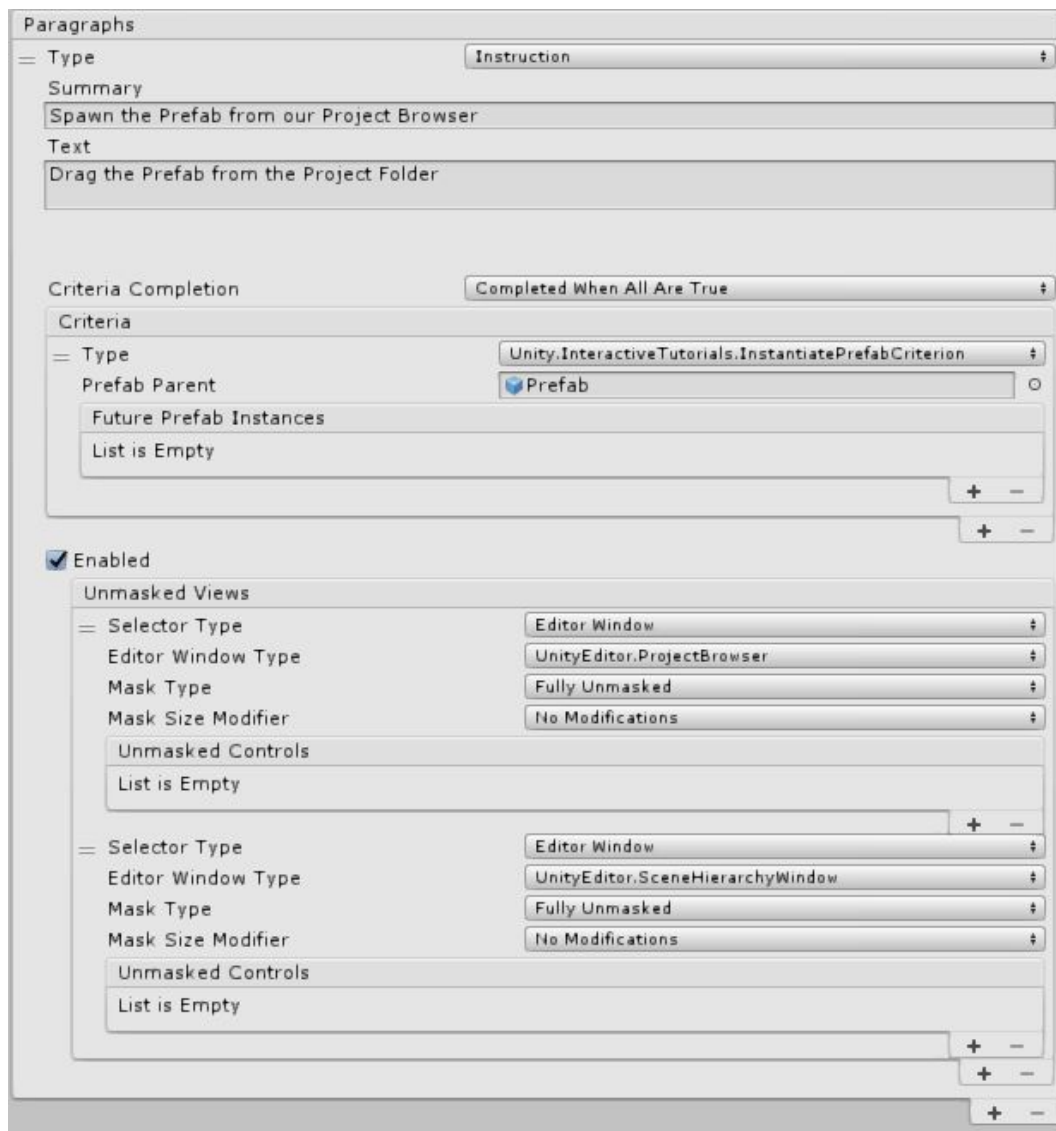 Paragraphs
Type Instruction
Summary
Spawn the Prefab from our Project Browser
Text
Drag the Prefab from the Project Folder
Criteria Completion Completed When All Are True
Criteria
Type Unity.InteractiveTutorials.InstantiatePrefabCriterion
Prefab Parent Prefab
Future Prefab Instances
List is Empty
Enabled
Unmasked Views
Selector Type Editor Window
Editor Window Type UnityEditor.ProjectBrowser
Mask Type Fully Unmasked
Mask Size Modifier No Modifications
Unmasked Controls
List is Empty
Selector Type Editor Window
Editor Window Type UnityEditor.SceneHierarchyWindow
Mask Type Fully Unmasked
Mask Size Modifier No Modifications
Unmasked Controls
List is Empty